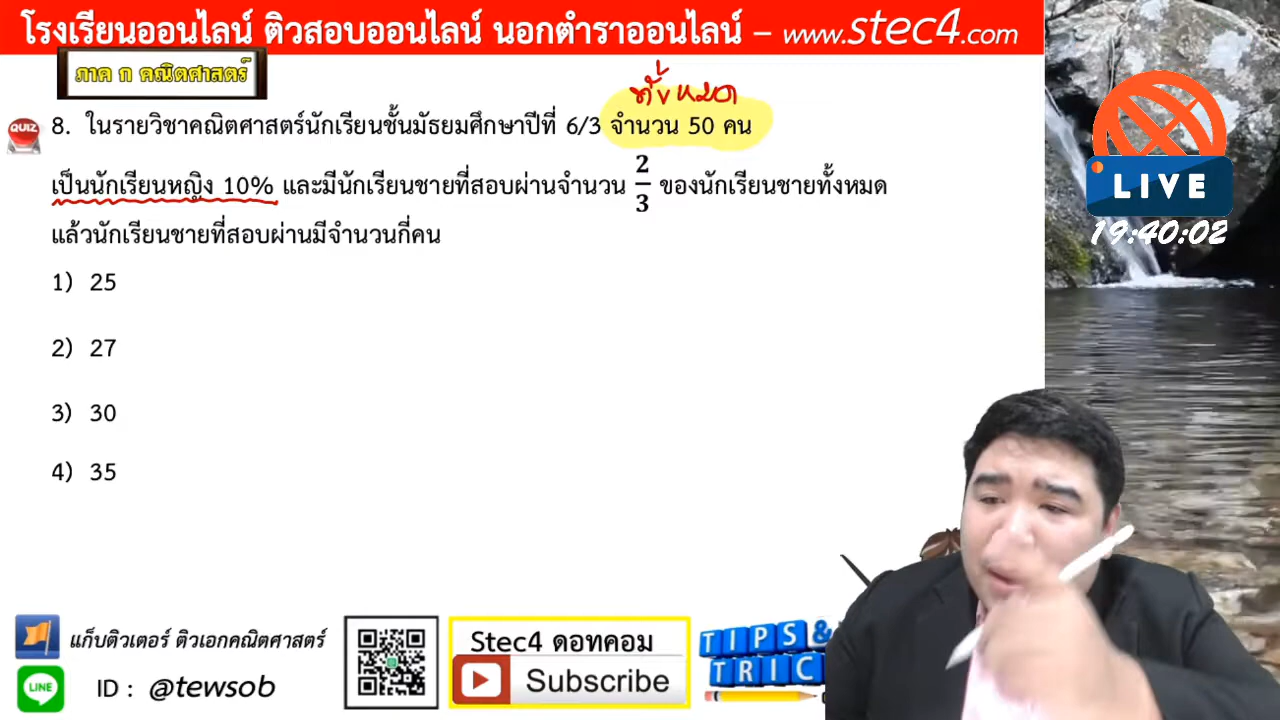 โรงเรียนออนไลน์ ติวสอบออนไลน์ นอกตำราออนไลน์ – www.stec4.com
ภาค ก คณิตศาสตร์
ทั้งหมด
QUIZ
8. ในรายวิชาคณิตศาสตร์นักเรียนชั้นมัธยมศึกษาปีที่ 6/3 จำนวน 50 คน
เป็นนักเรียนหญิง 10% และมีนักเรียนชายที่สอบผ่านจำนวน 2/3 ของนักเรียนชายทั้งหมด
แล้วนักเรียนชายที่สอบผ่านมีจำนวนกี่คน
1) 25
2) 27
3) 30
4) 35
LIVE
19:40:02
แก็บติวเตอร์ ติวเอกคณิตศาสตร์
LINE
ID : @tewsob
Stec4 ดอทคอม
Subscribe
TIPS &
TRIC